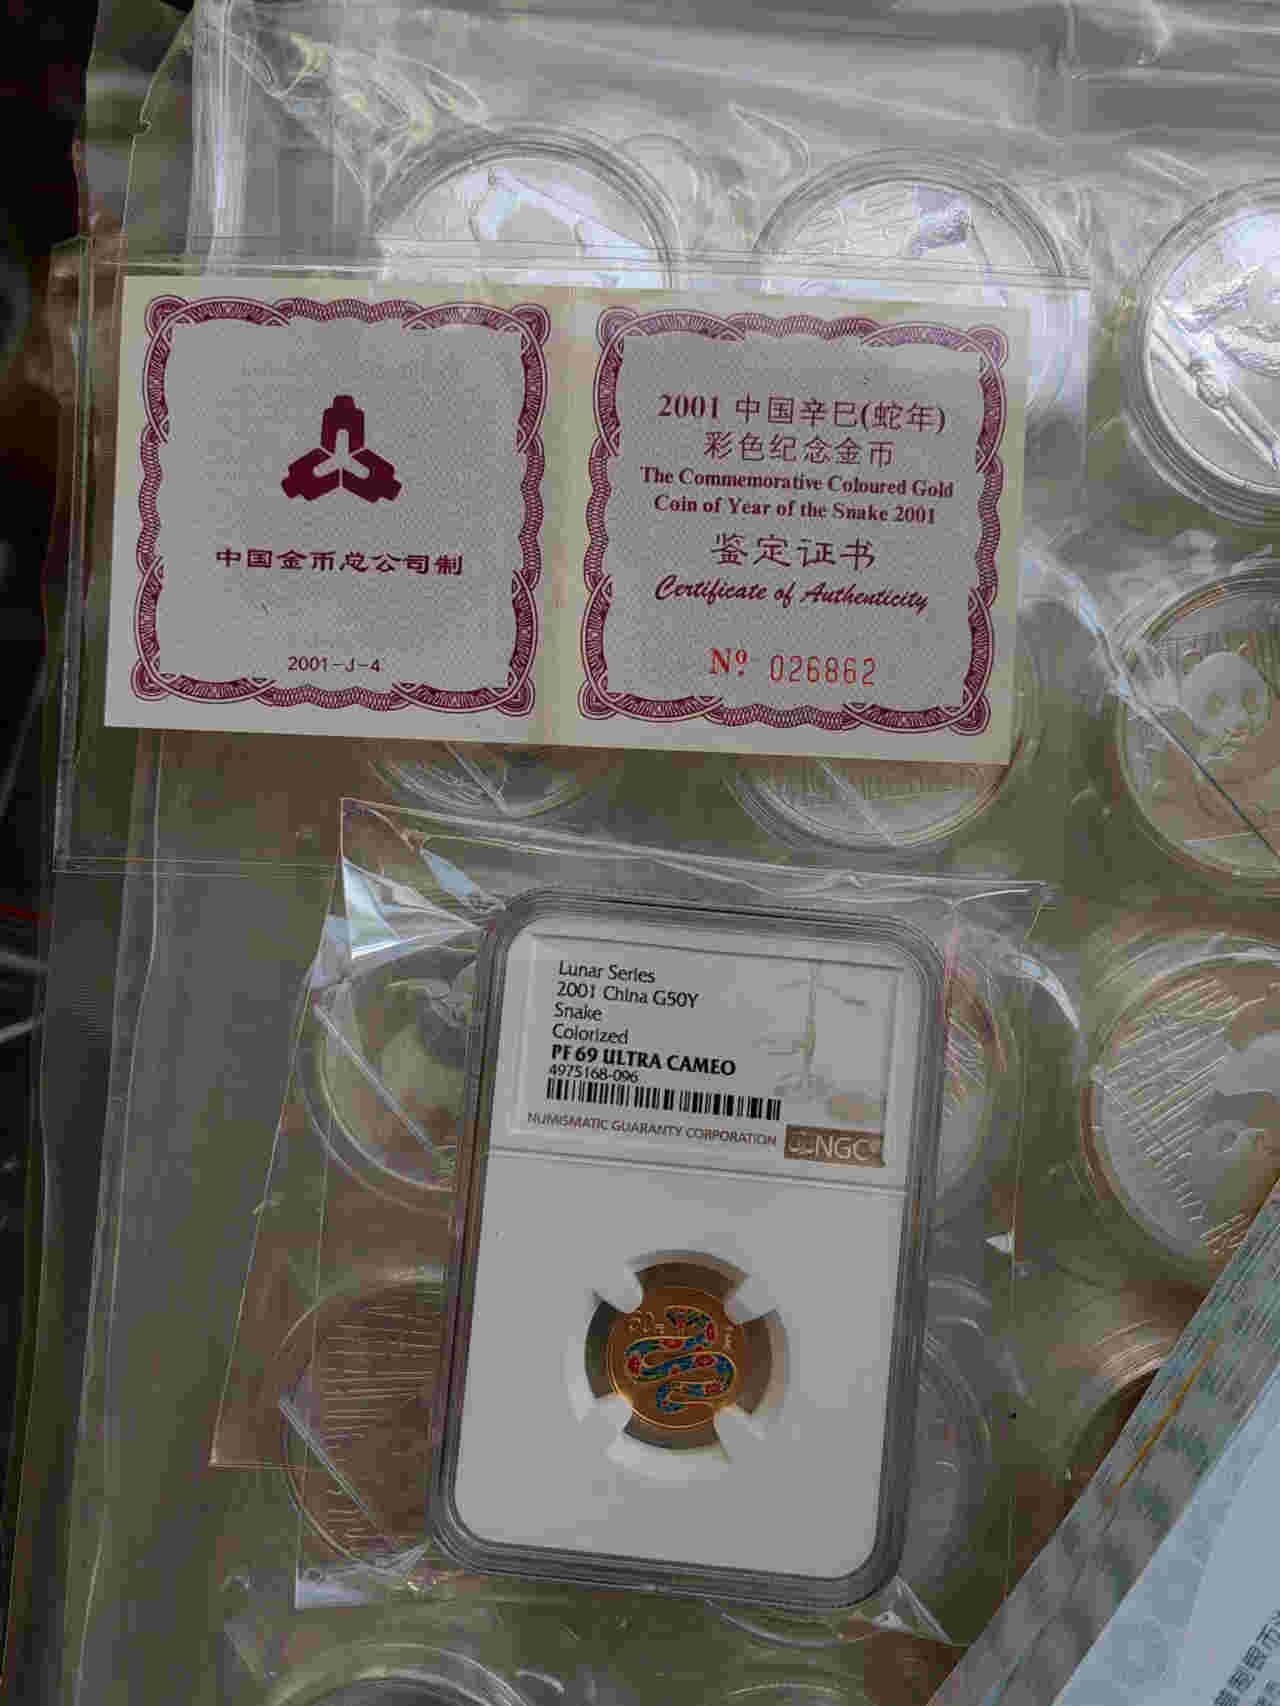 中国金币总公司制
2001-J-4
2001 中国辛巳(蛇年)
彩色纪念金币
The Commemorative Coloured Gold
Coin of Year of the Snake 2001
鉴定证书
Certificate of Authenticity
Nº 026862
Lunar Series
2001 China G50Y
Snake
Colorized
PF 69 ULTRA CAMEO
4975168-096
NUMISMATIC GUARANTY CORPORATION
NGC